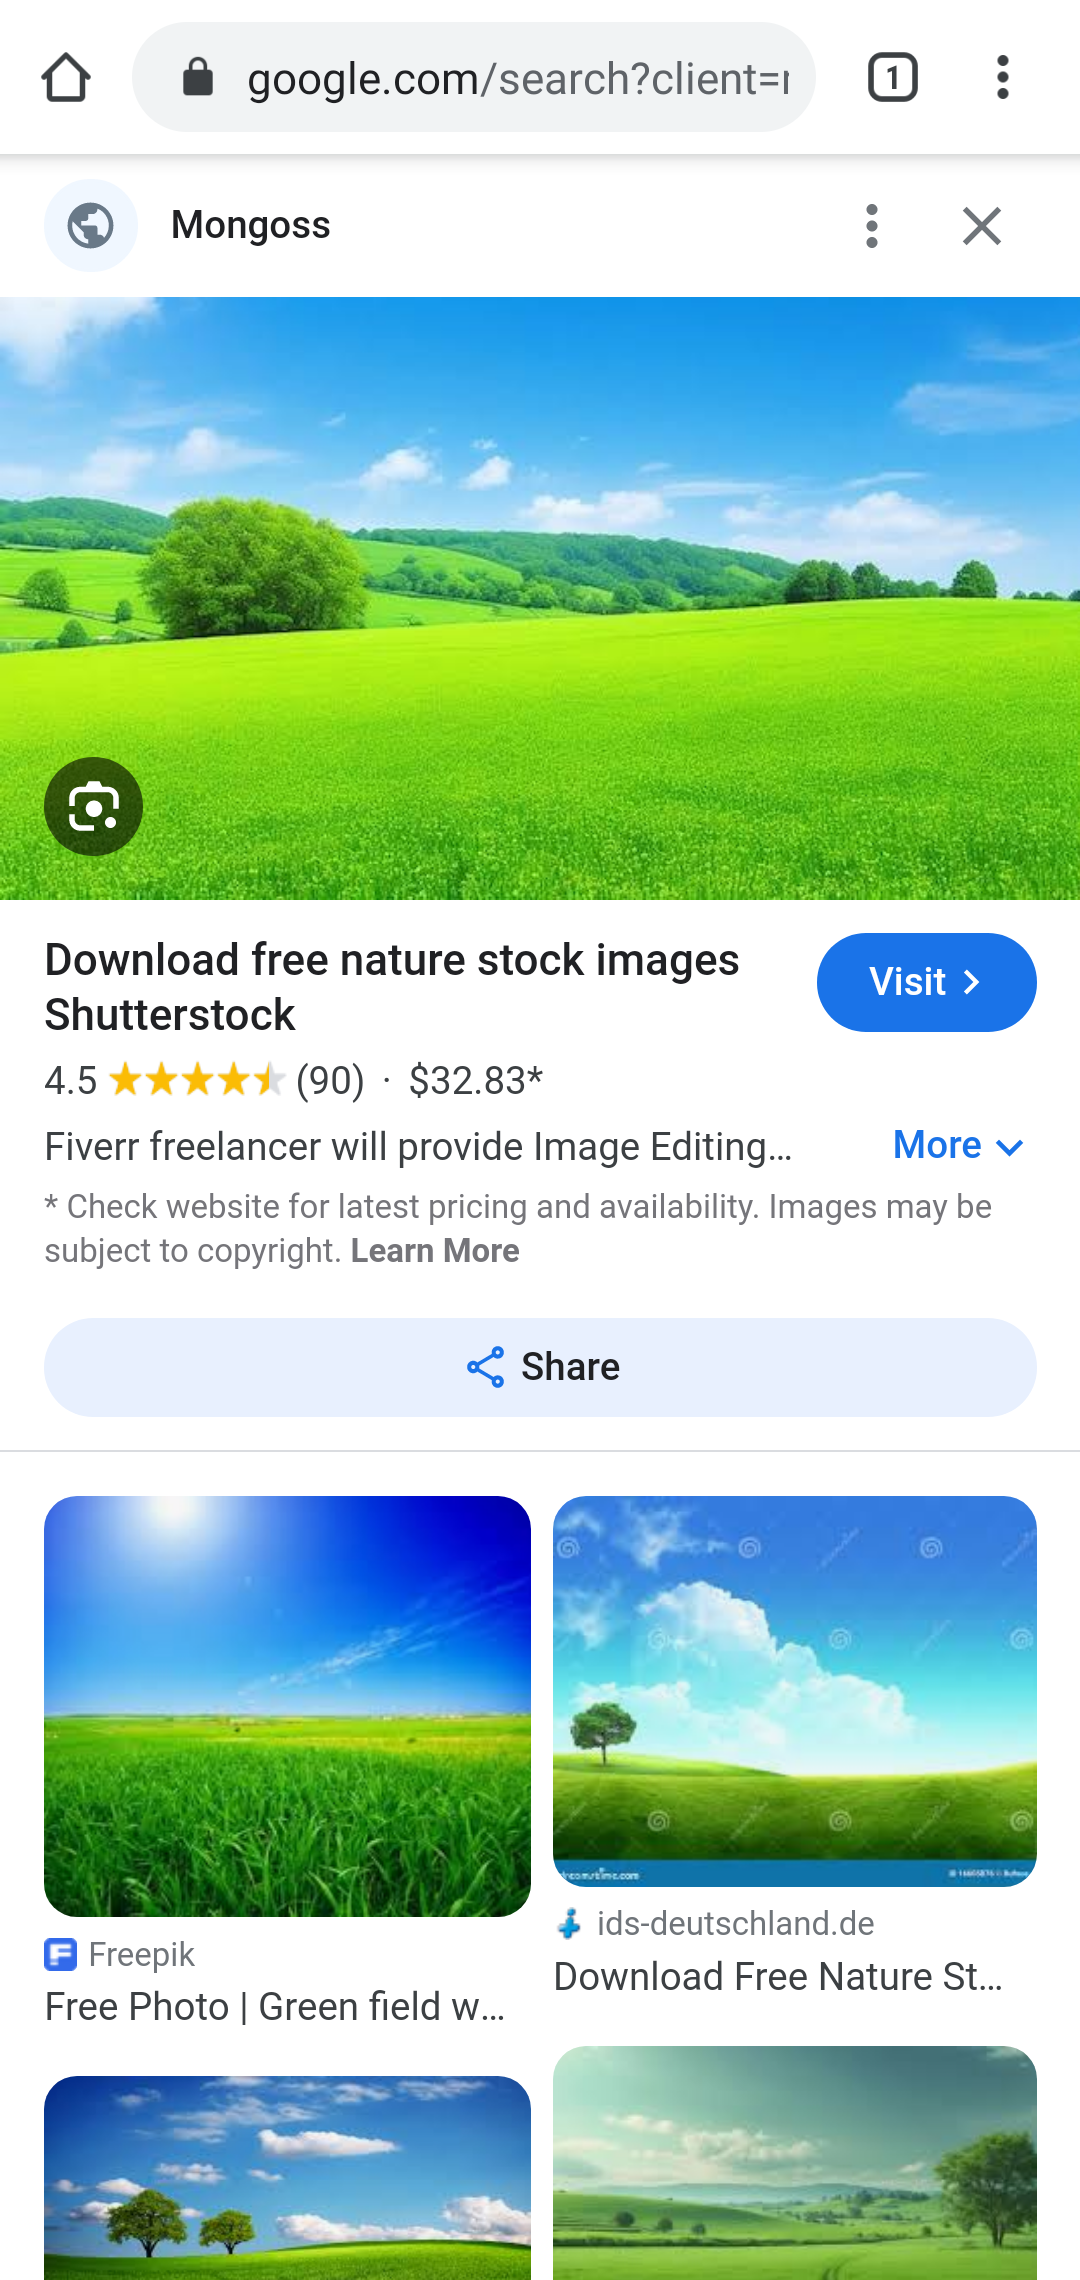 google.com/search?client=
1
Mongoss
Download free nature stock images
Shutterstock
Visit
4.5 (90) · $32.83*
Fiverr freelancer will provide Image Editing...
More
* Check website for latest pricing and availability. Images may be
subject to copyright. Learn More
Share
Freepik
Free Photo | Green field w...
ids-deutschland.de
Download Free Nature St...